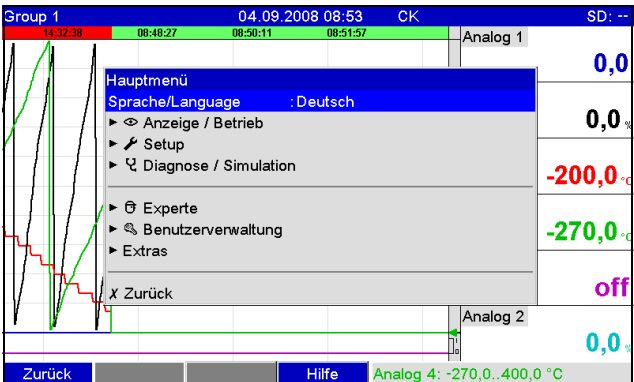 Group 1 04.09.2008 08:53 CK SD: --
14:32:38 08:48:27 08:50:11 08:51:57
Analog 1
0,0
Hauptmenü
Sprache/Language :Deutsch
Anzeige / Betrieb
0,0 %
Setup
Diagnose / Simulation
-200,0 °C
Experte
Benutzerverwaltung
-270,0 °C
Extras
off
Zurück
Analog 2
0,0
Zurück Hilfe Analog 4: -270,0..400,0 °C